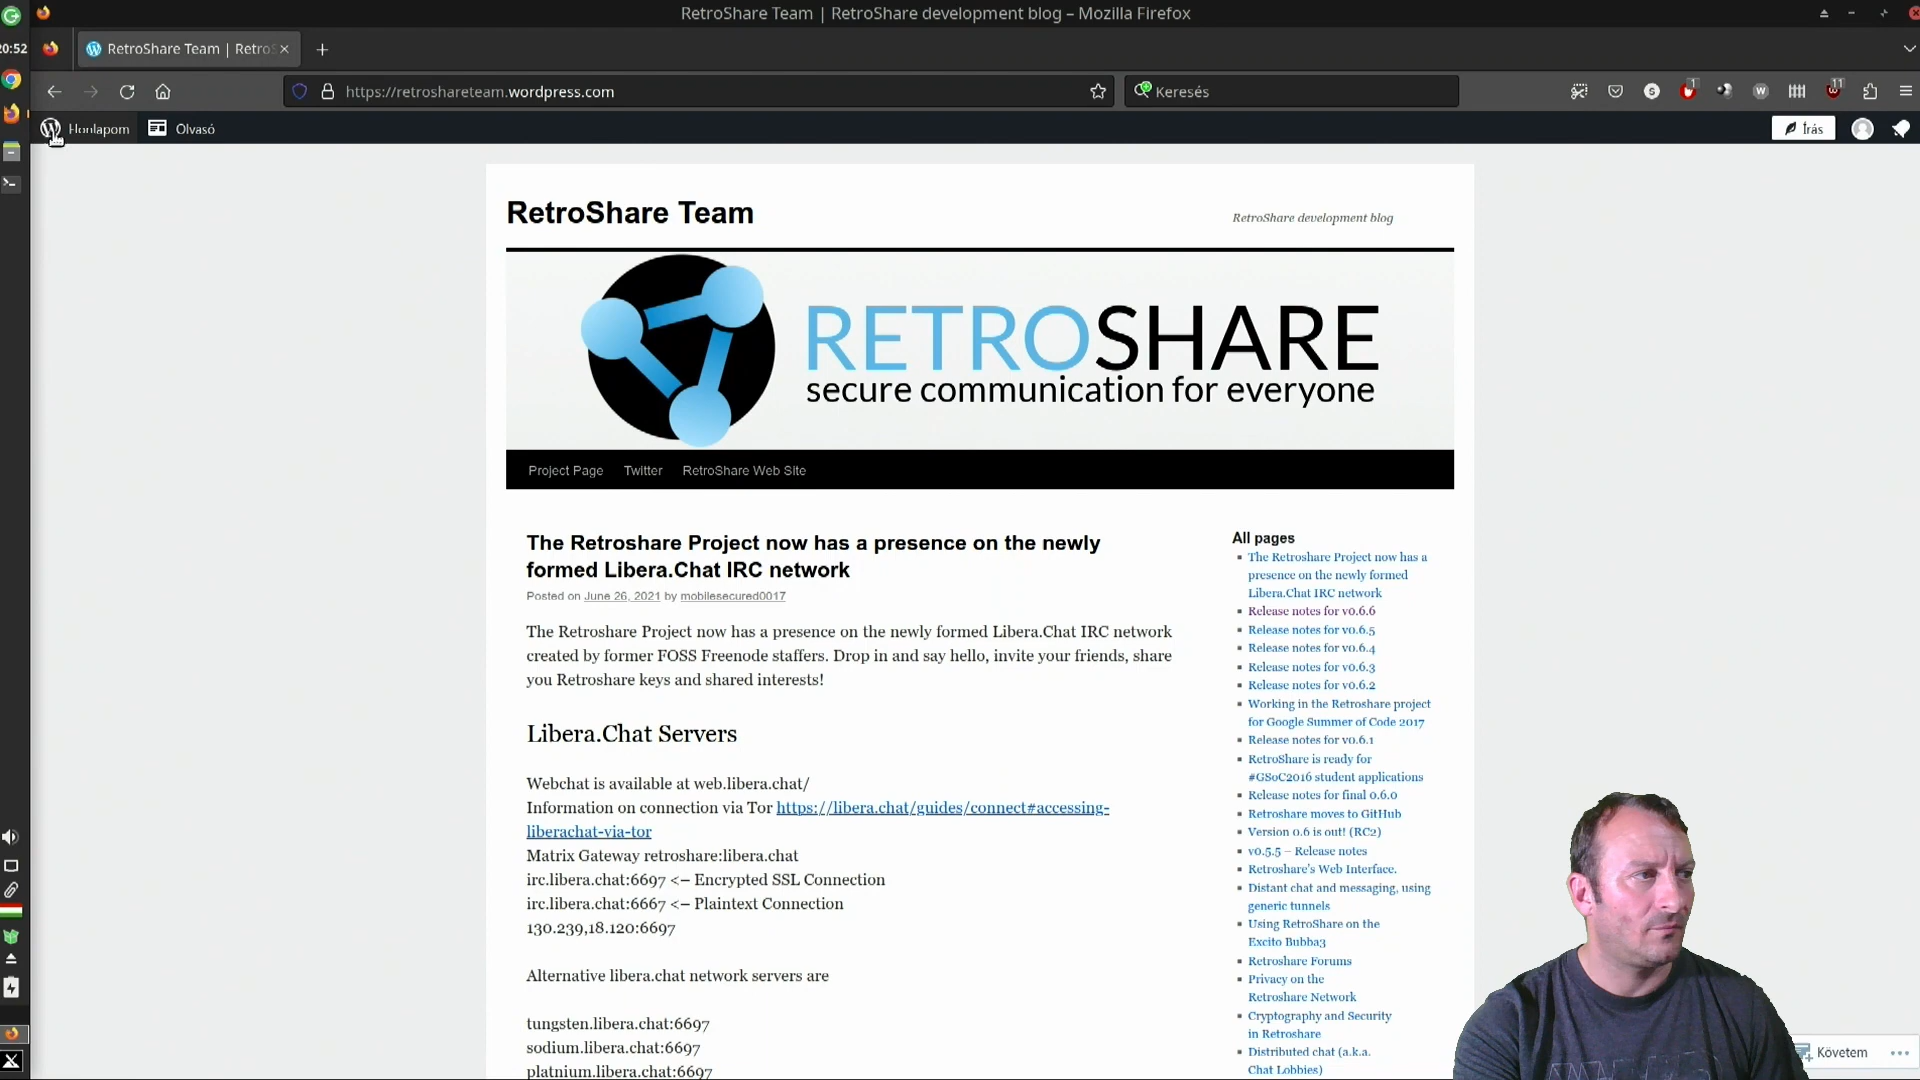 RetroShare Team | RetroShare development blog – Mozilla Firefox
20:52
RetroShare Team | Retro
https://retroshareteam.wordpress.com
Keresés
1
11
Honlapom
Olvasó
Írás
RetroShare Team
RetroShare development blog
RETROSHARE
secure communication for everyone
Project Page Twitter RetroShare Web Site
The Retroshare Project now has a presence on the newly
formed Libera.Chat IRC network
Posted on June 26, 2021 by mobilesecured0017
The Retroshare Project now has a presence on the newly formed Libera.Chat IRC network
created by former FOSS Freenode staffers. Drop in and say hello, invite your friends, share
you Retroshare keys and shared interests!
Libera.Chat Servers
Webchat is available at web.libera.chat/
Information on connection via Tor https://libera.chat/guides/connect#accessing-
liberachat-via-tor
Matrix Gateway retroshare:libera.chat
irc.libera.chat:6697 <– Encrypted SSL Connection
irc.libera.chat:6667 <– Plaintext Connection
130.239,18.120:6697
Alternative libera.chat network servers are
tungsten.libera.chat:6697
sodium.libera.chat:6697
platnium.libera.chat:6697
All pages
The Retroshare Project now has a
presence on the newly formed
Libera.Chat IRC network
Release notes for v0.6.6
Release notes for v0.6.5
Release notes for v0.6.4
Release notes for v0.6.3
Release notes for v0.6.2
Working in the Retroshare project
for Google Summer of Code 2017
Release notes for v0.6.1
RetroShare is ready for
#GSoC2016 student applications
Release notes for final 0.6.0
Retroshare moves to GitHub
Version 0.6 is out! (RC2)
v0.5.5 – Release notes
Retroshare's Web Interface.
Distant chat and messaging, using
generic tunnels
Using RetroShare on the
Excito Bubba3
Retroshare Forums
Privacy on the
Retroshare Network
Cryptography and Security
in Retroshare
Distributed chat (a.k.a.
Chat Lobbies)
Követem